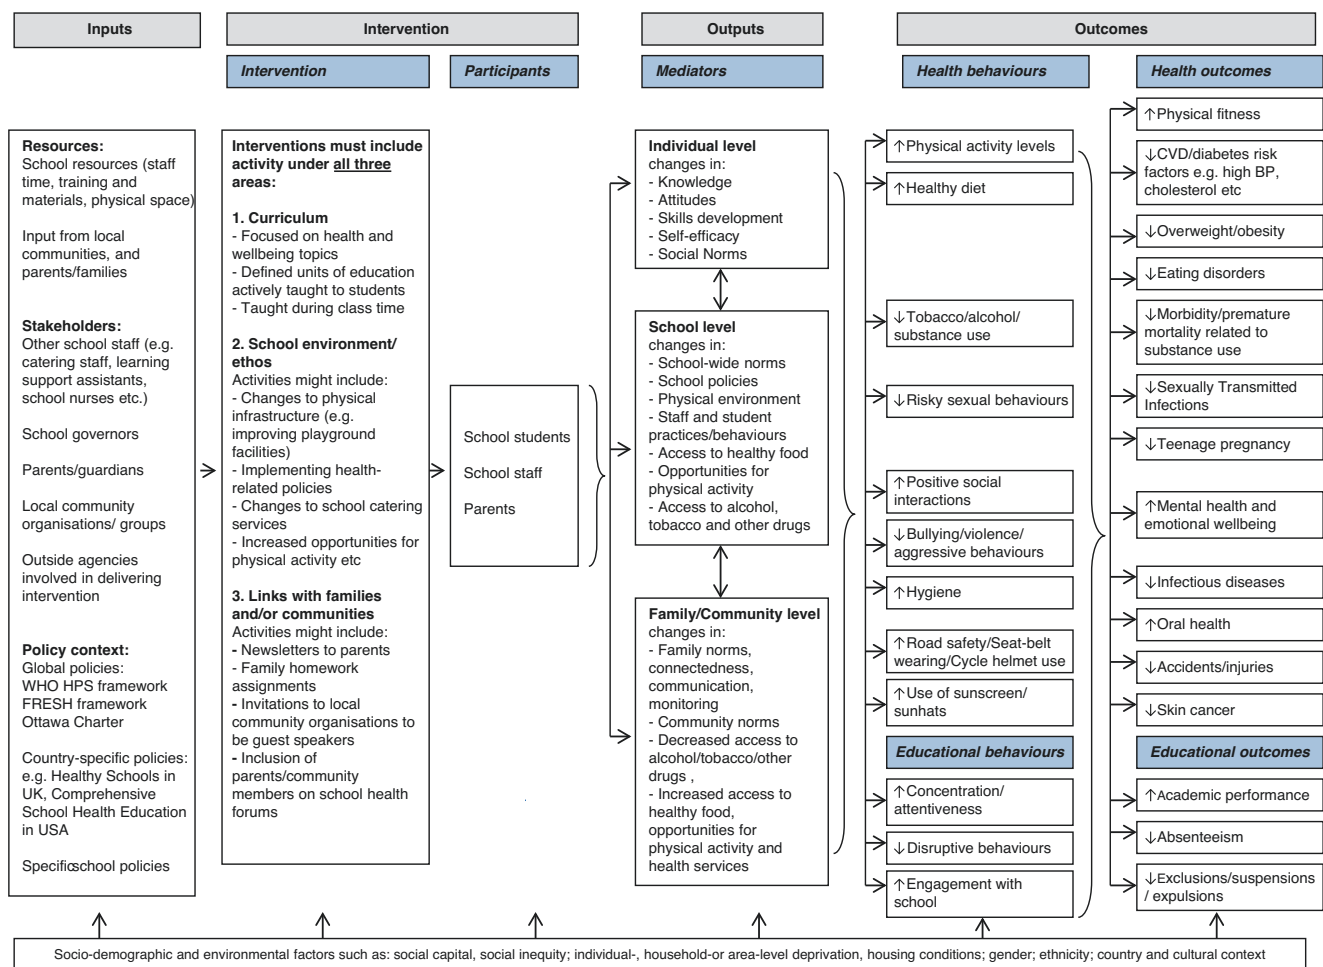 Inputs
Intervention
Outputs
Outcomes
Intervention
Participants
Mediators
Health behaviours
Health outcomes
Resources:
School resources (staff
time, training and
materials, physical space)
Input from local
communities, and
parents/families
Stakeholders:
Other school staff (e.g.
catering staff, learning
support assistants,
school nurses etc.)
School governors
Parents/guardians
Local community
organisations/ groups
Outside agencies
involved in delivering
intervention
Policy context:
Global policies:
WHO HPS framework
FRESH framework
Ottawa Charter
Country-specific policies:
e.g. Healthy Schools in
UK, Comprehensive
School Health Education
in USA
Specific school policies
Interventions must include
activity under all three
areas:
1. Curriculum
- Focused on health and
wellbeing topics
- Defined units of education
actively taught to students
- Taught during class time
2. School environment/
ethos
Activities might include:
- Changes to physical
infrastructure (e.g.
improving playground
facilities)
- Implementing health-
related policies
- Changes to school catering
services
- Increased opportunities for
physical activity etc
3. Links with families
and/or communities
Activities might include:
- Newsletters to parents
- Family homework
assignments
- Invitations to local
community organisations to
be guest speakers
- Inclusion of
parents/community
members on school health
forums
School students
School staff
Parents
Individual level
changes in:
- Knowledge
- Attitudes
- Skills development
- Self-efficacy
- Social Norms
School level
changes in:
- School-wide norms
- School policies
- Physical environment
- Staff and student
practices/behaviours
- Access to healthy food
- Opportunities for
physical activity
- Access to alcohol,
tobacco and other drugs
Family/Community level
changes in:
- Family norms,
connectedness,
communication,
monitoring
- Community norms
- Decreased access to
alcohol/tobacco/other
drugs ,
- Increased access to
healthy food,
opportunities for
physical activity and
health services
↑Physical activity levels
↑Healthy diet
↓Tobacco/alcohol/
substance use
↓Risky sexual behaviours
↑Positive social
interactions
↓Bullying/violence/
aggressive behaviours
↑Hygiene
↑Road safety/Seat-belt
wearing/Cycle helmet use
↑Use of sunscreen/
sunhats
Educational behaviours
↑Concentration/
attentiveness
↓Disruptive behaviours
↑Engagement with
school
↑Physical fitness
↓CVD/diabetes risk
factors e.g. high BP,
cholesterol etc
↓Overweight/obesity
↓Eating disorders
↓Morbidity/premature
mortality related to
substance use
↓Sexually Transmitted
Infections
↓Teenage pregnancy
↑Mental health and
emotional wellbeing
↓Infectious diseases
↑Oral health
↓Accidents/injuries
↓Skin cancer
Educational outcomes
↑Academic performance
↓Absenteeism
↓Exclusions/suspensions
/ expulsions
Socio-demographic and environmental factors such as: social capital, social inequity; individual-, household-or area-level deprivation, housing conditions; gender; ethnicity; country and cultural context